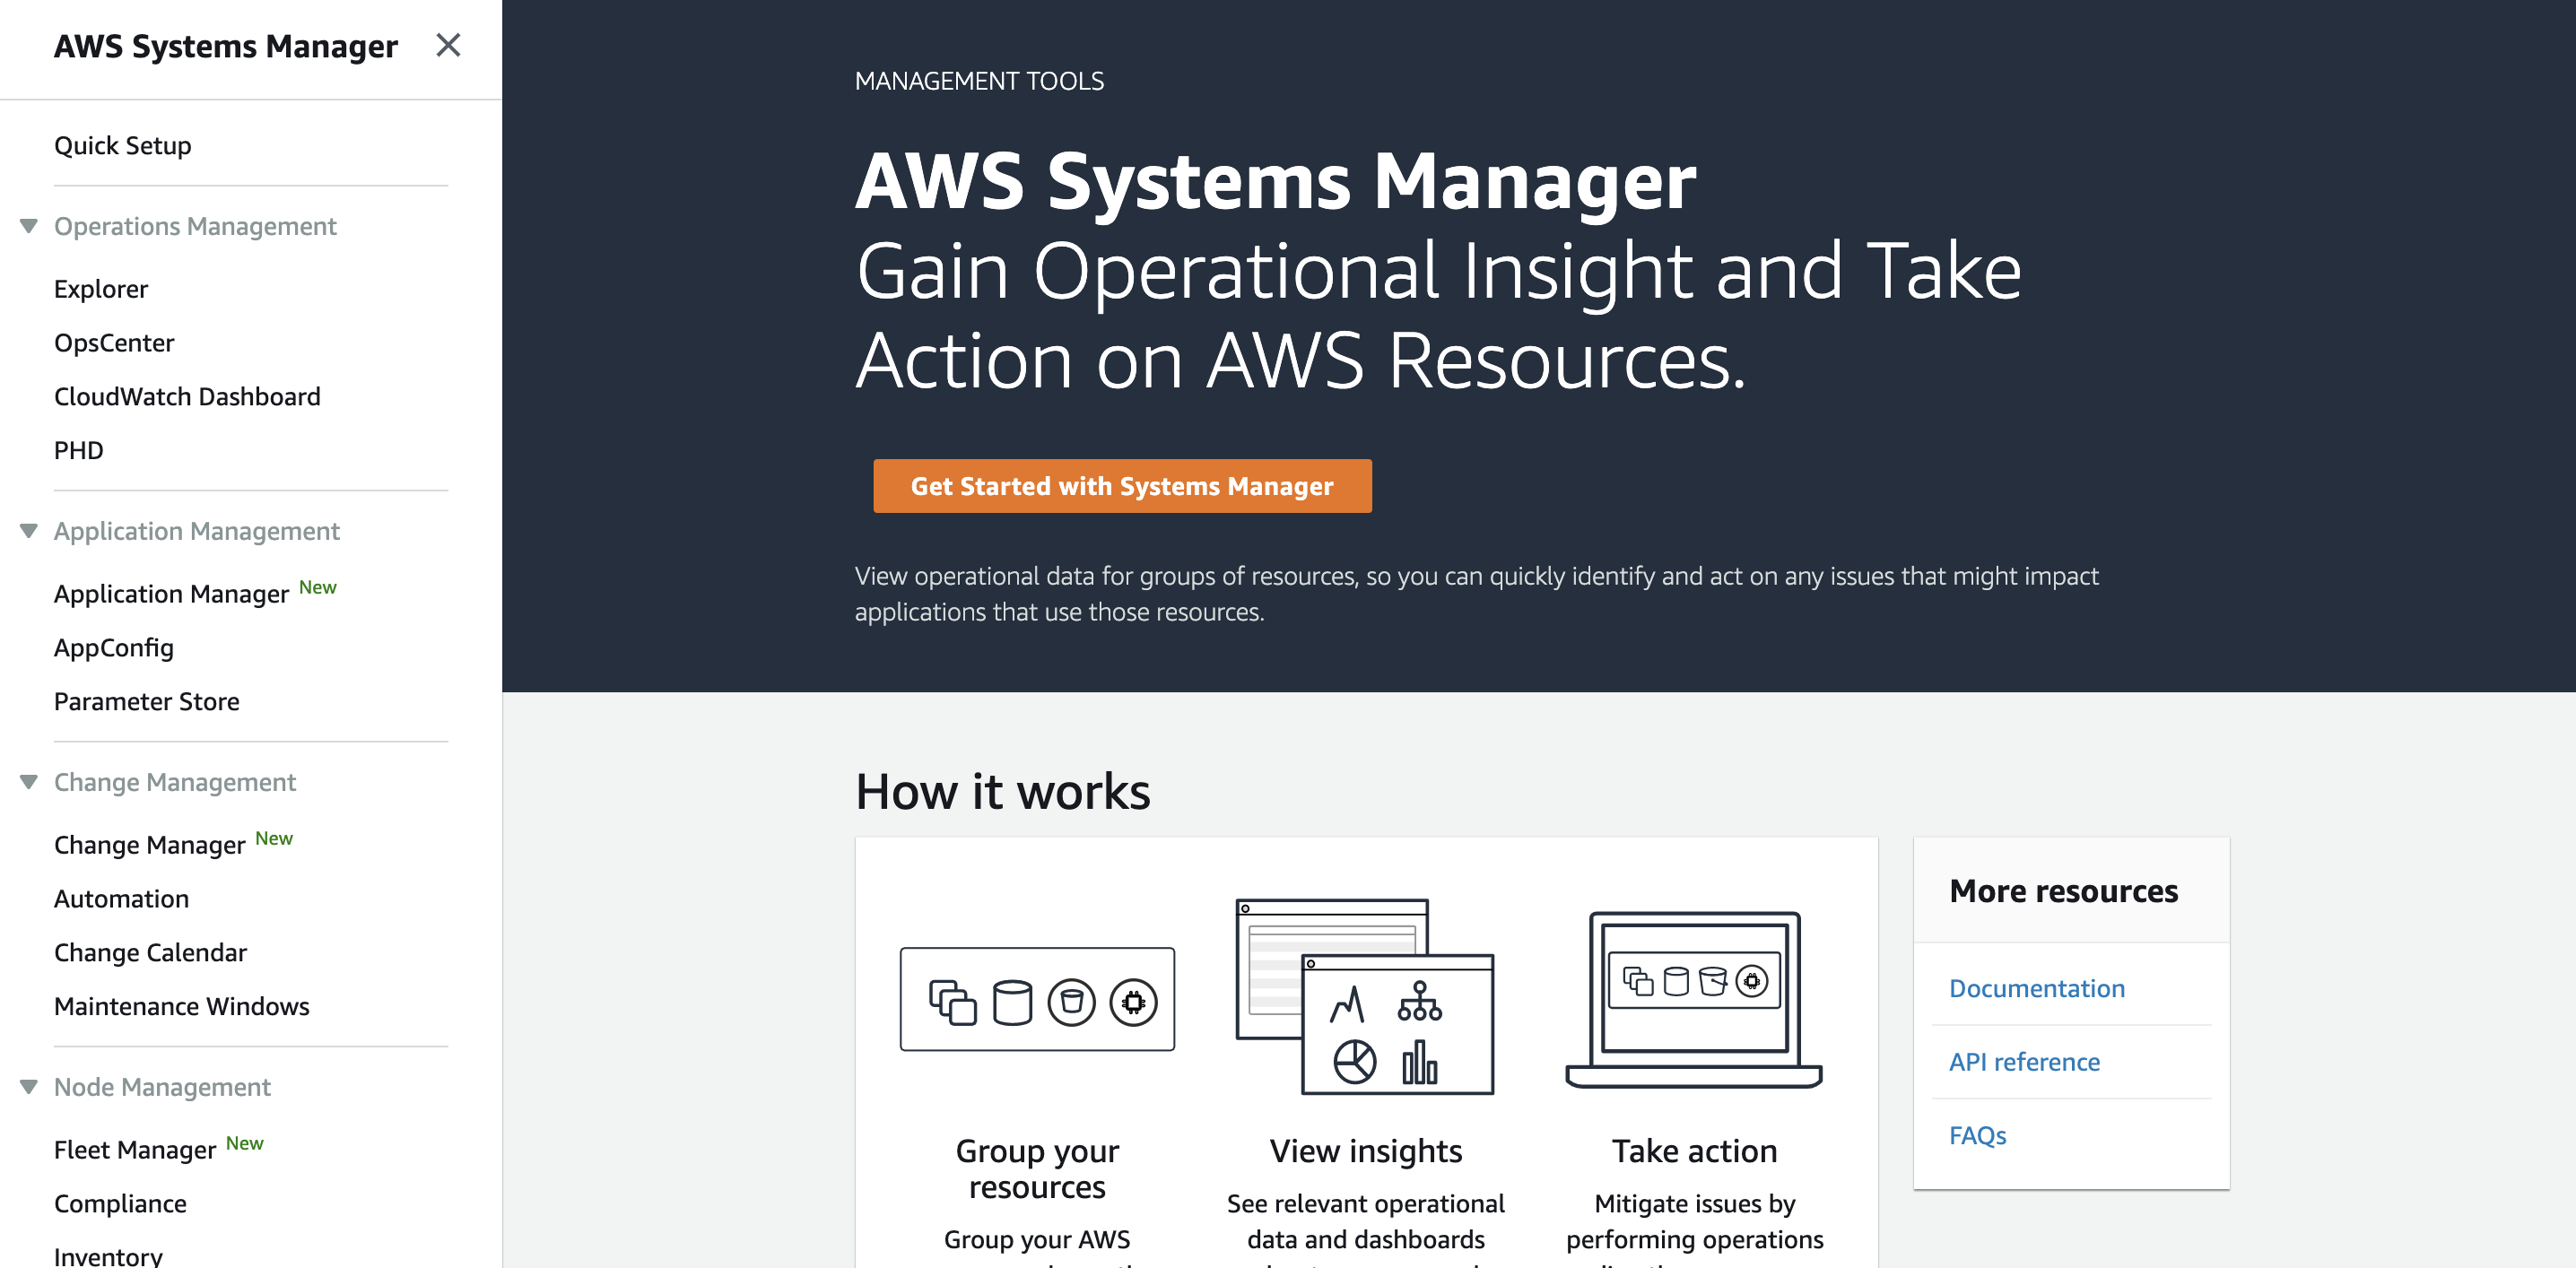 AWS Systems Manager
Quick Setup
Operations Management
Explorer
OpsCenter
CloudWatch Dashboard
PHD
Application Management
Application Manager New
AppConfig
Parameter Store
Change Management
Change Manager New
Automation
Change Calendar
Maintenance Windows
Node Management
Fleet Manager New
Compliance
Inventory
MANAGEMENT TOOLS
AWS Systems Manager
Gain Operational Insight and Take
Action on AWS Resources.
Get Started with Systems Manager
View operational data for groups of resources, so you can quickly identify and act on any issues that might impact
applications that use those resources.
How it works
Group your
resources
Group your AWS
View insights
See relevant operational
data and dashboards
Take action
Mitigate issues by
performing operations
More resources
Documentation
API reference
FAQs